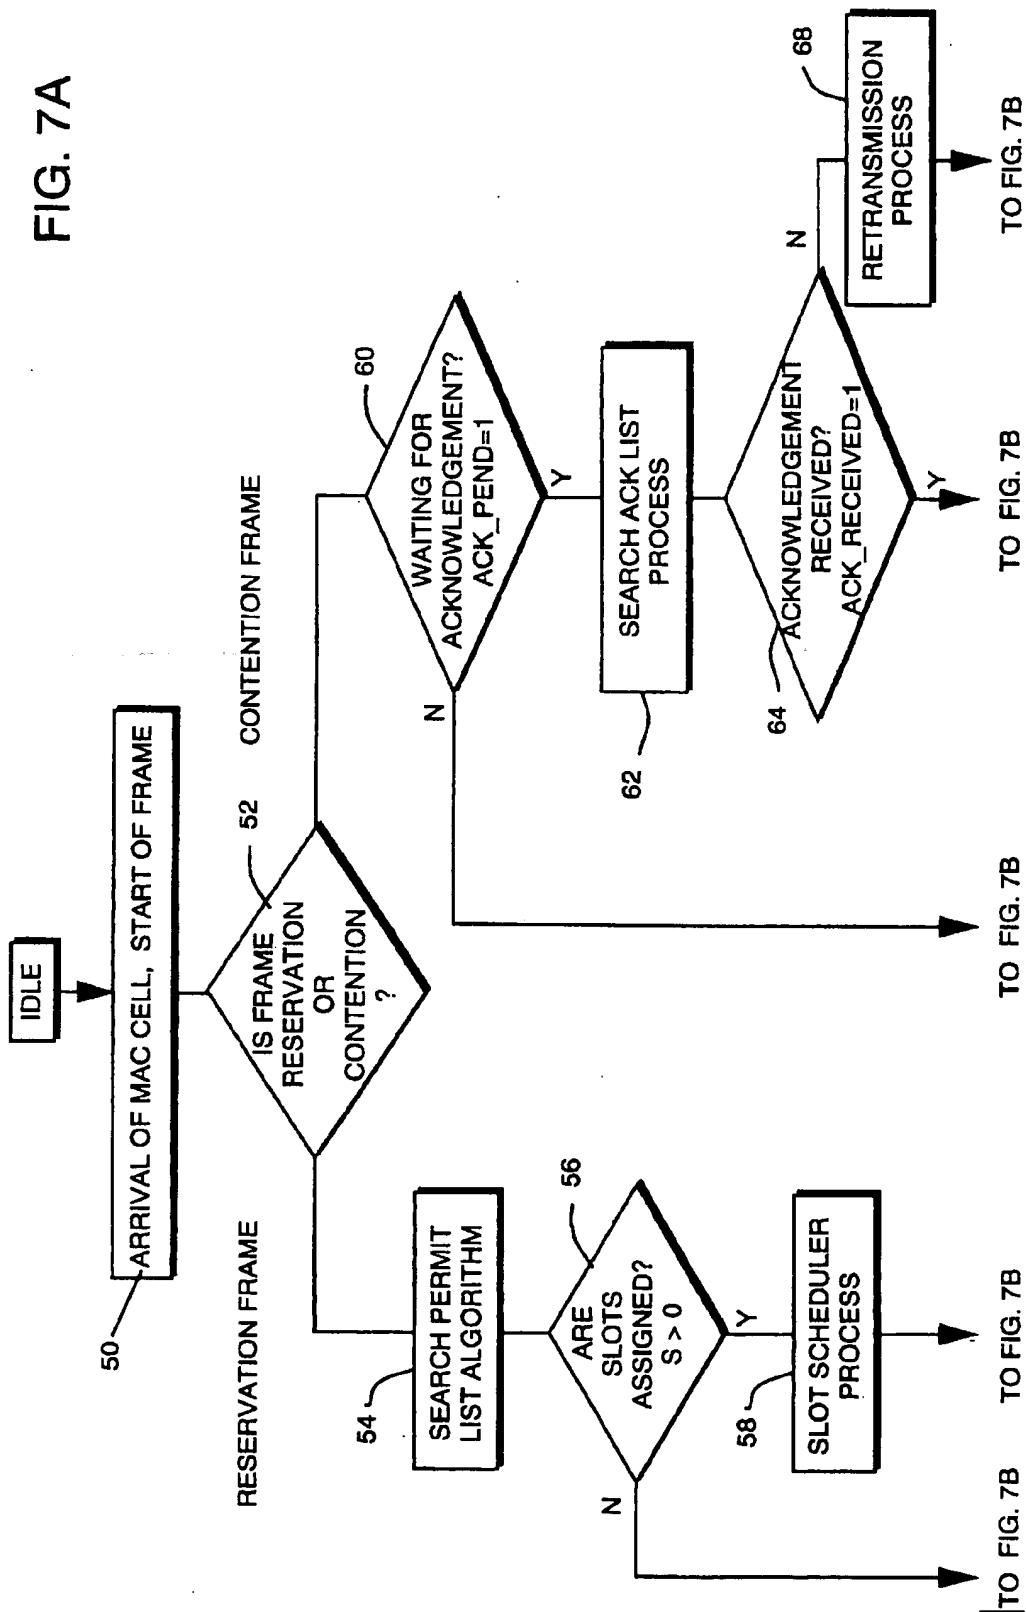 FIG. 7A
IDLE
50
ARRIVAL OF MAC CELL, START OF FRAME
52
IS FRAME
RESERVATION
OR
CONTENTION
?
RESERVATION FRAME
CONTENTION FRAME
54
SEARCH PERMIT
LIST ALGORITHM
56
ARE
SLOTS
ASSIGNED?
S > 0
N
Y
58
SLOT SCHEDULER
PROCESS
60
WAITING FOR
ACKNOWLEDGEMENT?
ACK_PEND=1
N
Y
62
SEARCH ACK LIST
PROCESS
64
ACKNOWLEDGEMENT
RECEIVED?
ACK_RECEIVED=1
N
Y
68
RETRANSMISSION
PROCESS
TO FIG. 7B
TO FIG. 7B
TO FIG. 7B
TO FIG. 7B
TO FIG. 7B